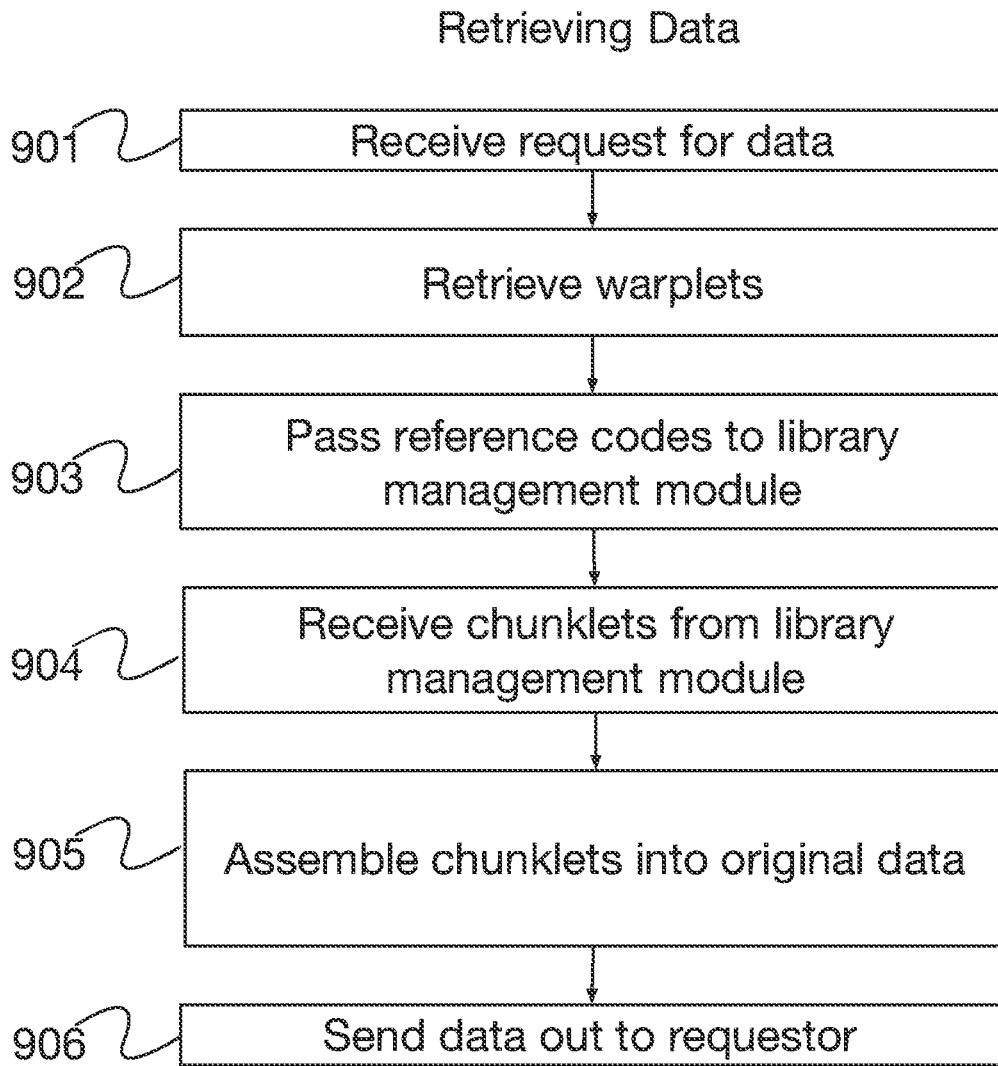 Retrieving Data
901
Receive request for data
902
Retrieve warplets
903
Pass reference codes to library
management module
904
Receive chunklets from library
management module
905
Assemble chunklets into original data
906
Send data out to requestor